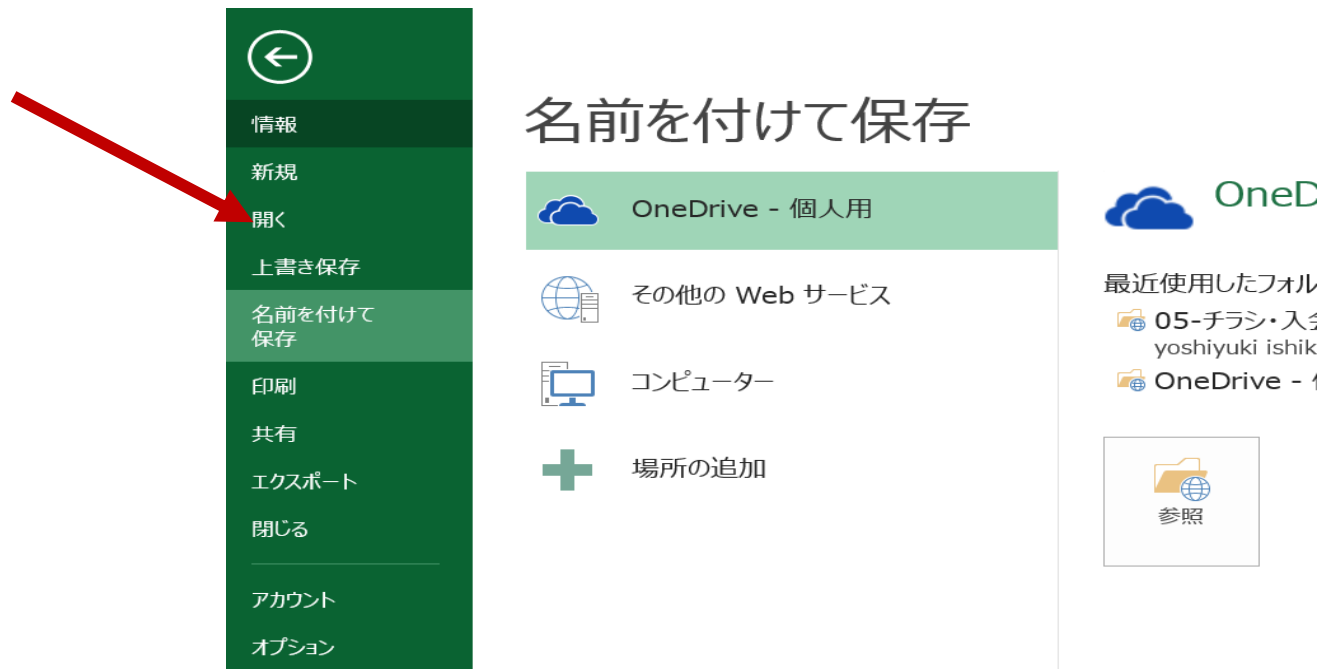 情報
新規
開く
上書き保存
名前を付けて
保存
印刷
共有
エクスポート
閉じる
アカウント
オプション
名前を付けて保存
OneDrive - 個人用
その他の Web サービス
コンピューター
場所の追加
OneD
最近使用したフォル
05-チラシ・入会
yoshiyuki ishik
OneDrive -
参照